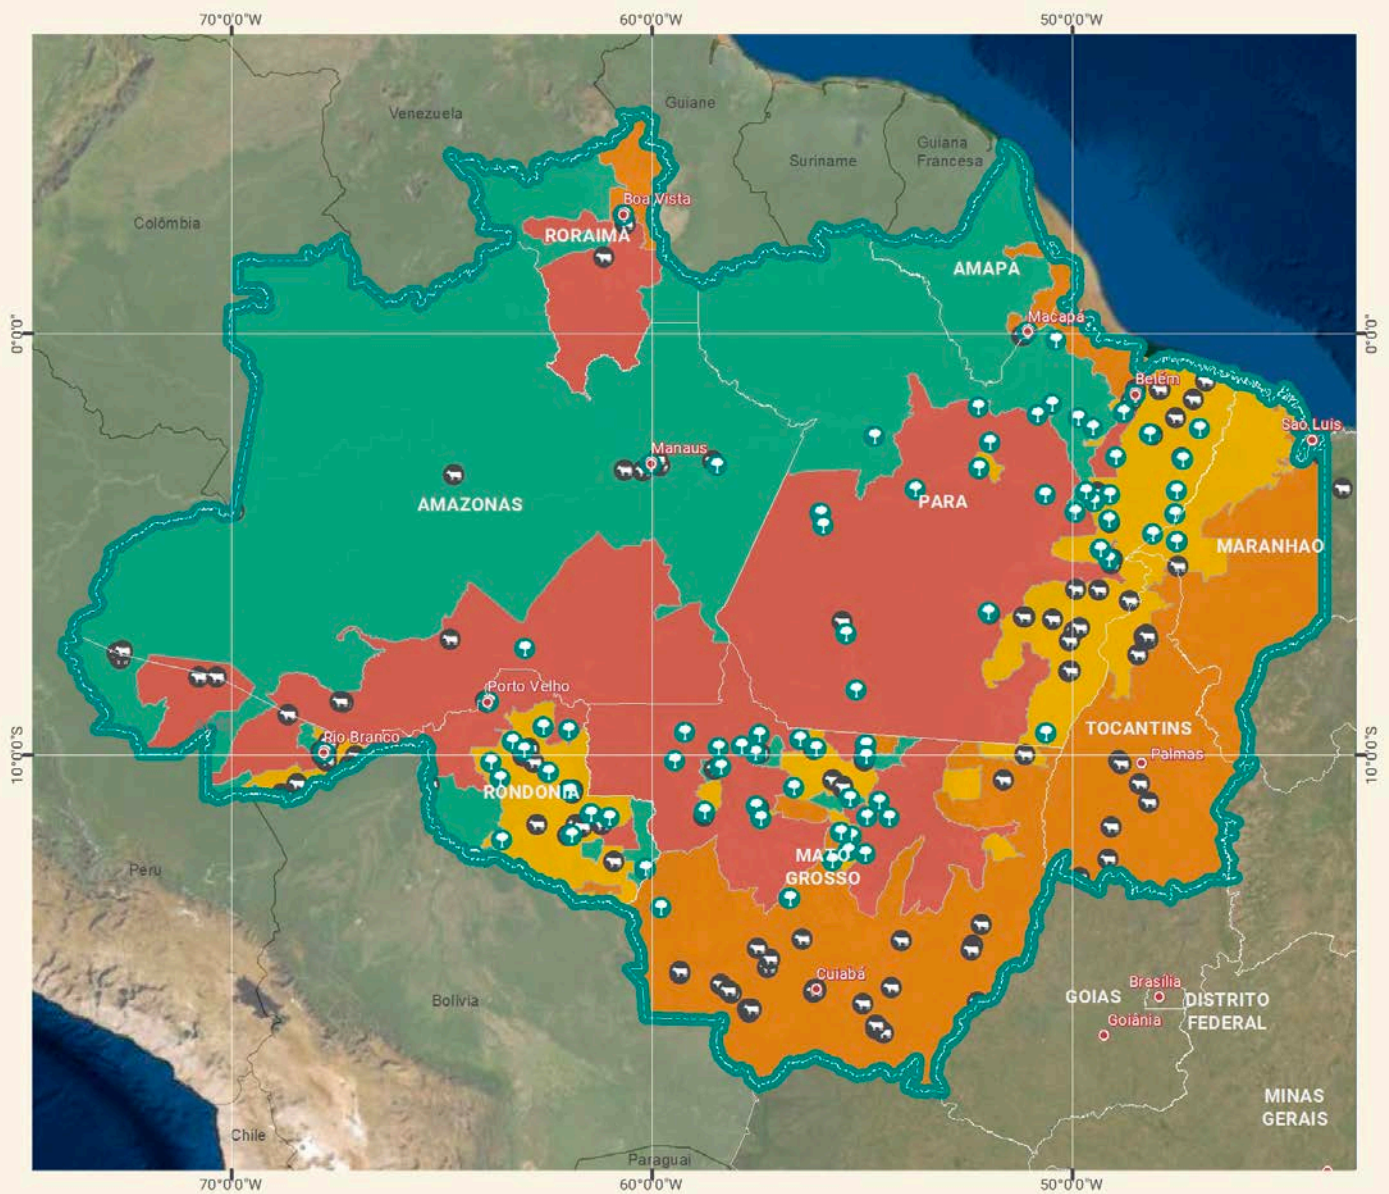 70°0'0"W 60°0'0"W 50°0'0"W
Venezuela
Guiane
Suriname
Guiana
Francesa
Colômbia
Boa Vista
RORAIMA
AMAPA
Macapá
0°0'0" 0°0'0"
Belém
São Luis
Manaus
AMAZONAS
PARA
MARANHAO
Porto Velho
Rio Branco
TOCANTINS
Palmas
10°0'0"S 10°0'0"S
RONDONIA
MATO
GROSSO
Peru
Cuiabá
Bolívia
GOIAS
Brasília
DISTRITO
FEDERAL
Goiânia
MINAS
GERAIS
Chile
Paraguai
70°0'0"W 60°0'0"W 50°0'0"W